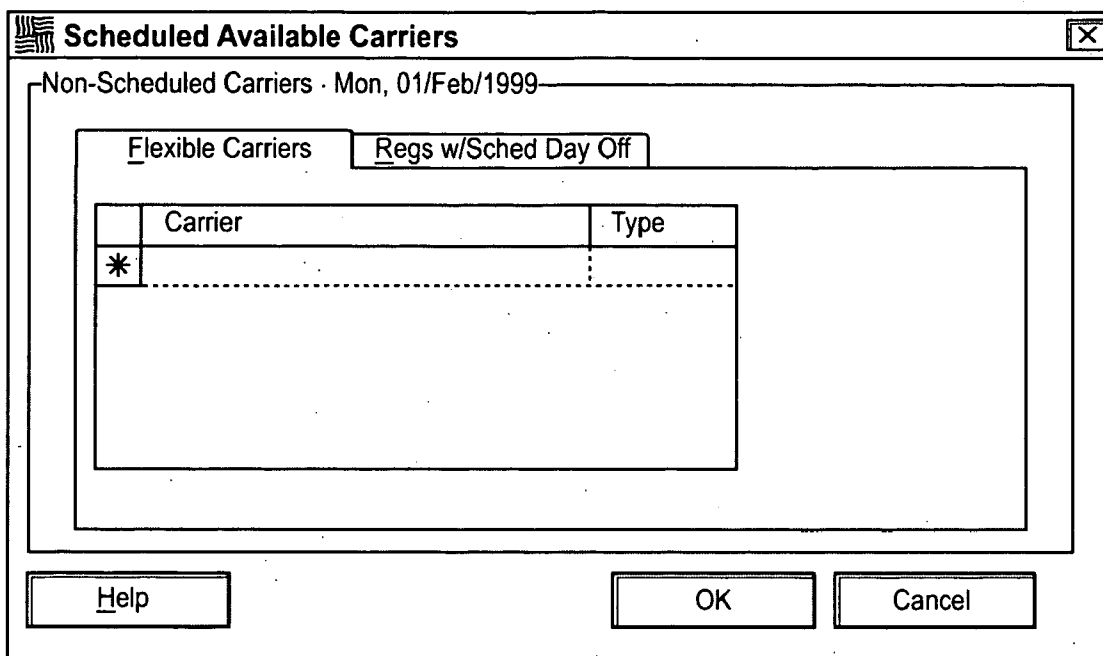 Scheduled Available Carriers
Non-Scheduled Carriers · Mon, 01/Feb/1999
Flexible Carriers Regs w/Sched Day Off
Carrier Type
*
Help OK Cancel